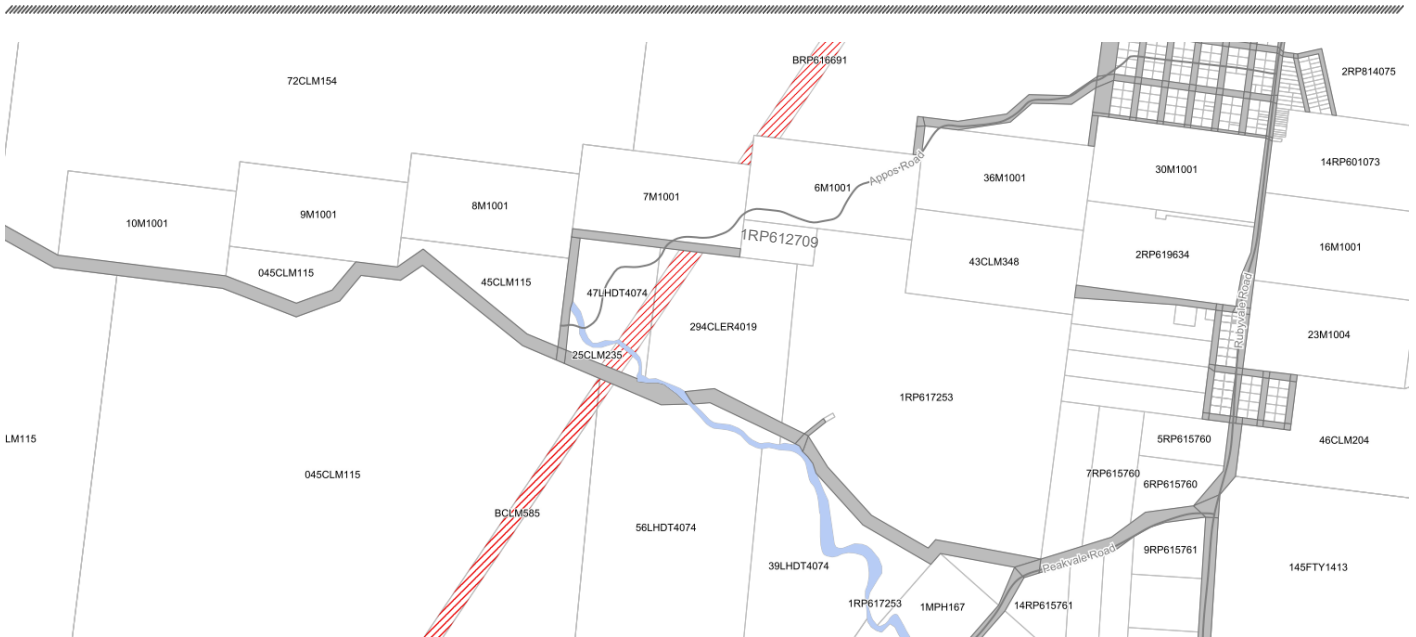 BRP616691
2RP814075
72CLM154
14RP601073
Appos Road
30M1001
36M1001
6M1001
7M1001
8M1001
9M1001
10M1001
1RP612709
16M1001
2RP619634
43CLM348
045CLM115
45CLM115
47LHDT4074
Rubyvale Road
294CLER4019
23M1004
25CLM235
1RP617253
LM115
5RP615760
46CLM204
7RP615760
045CLM115
6RP615760
BCLM585
56LHDT4074
9RP615761
Peakvale Road
39LHDT4074
145FTY1413
1RP617253
1MPH167
14RP615761